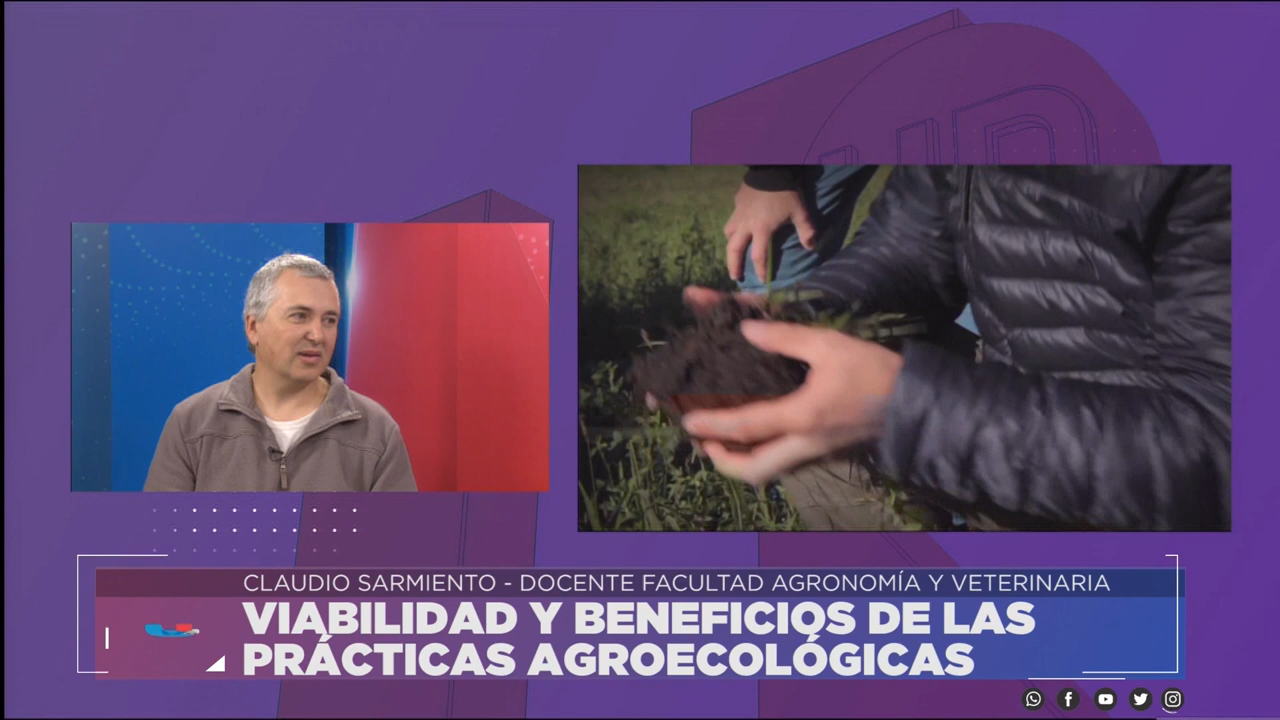 CLAUDIO SARMIENTO - DOCENTE FACULTAD AGRONOMÍA Y VETERINARIA
VIABILIDAD Y BENEFICIOS DE LAS
PRÁCTICAS AGROECOLÓGICAS